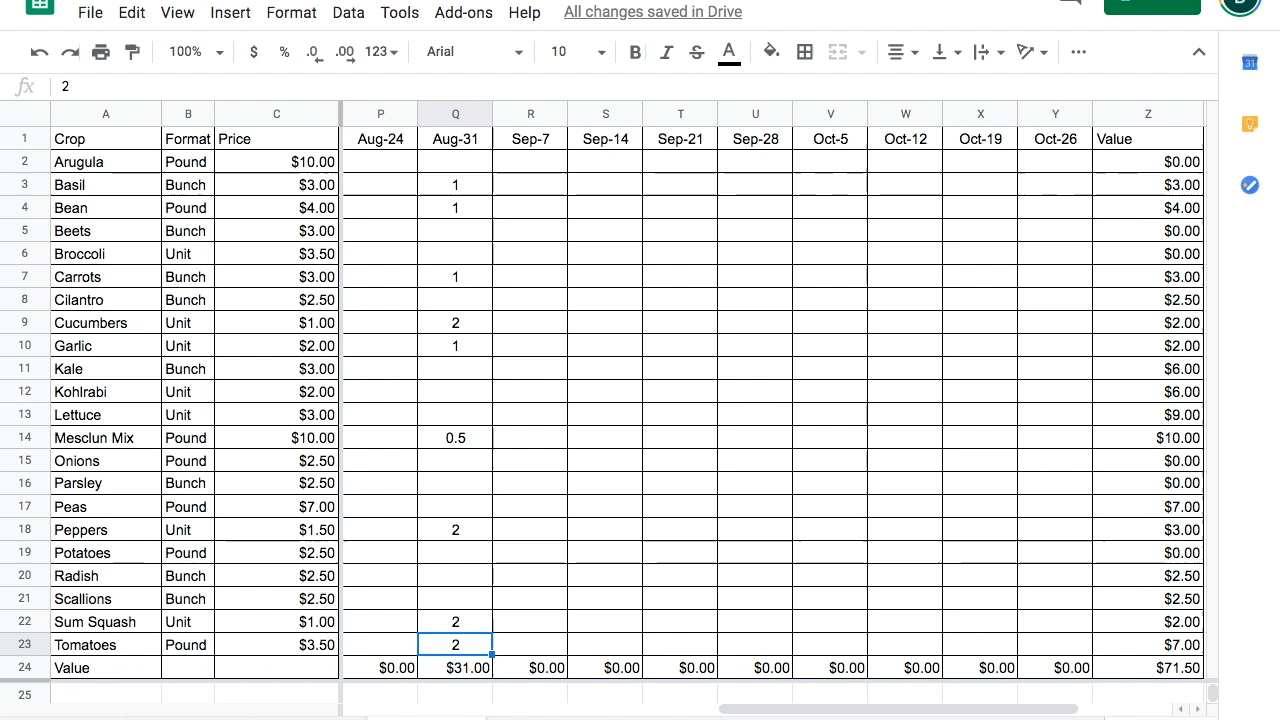 File Edit View Insert Format Data Tools Add-ons Help All changes saved in Drive
100% $ % .0 .00 123 Arial 10 B I S A
fx 2
A B C P Q R S T U V W X Y Z
1 Crop Format Price Aug-24 Aug-31 Sep-7 Sep-14 Sep-21 Sep-28 Oct-5 Oct-12 Oct-19 Oct-26 Value
2 Arugula Pound $10.00 $0.00
3 Basil Bunch $3.00 1 $3.00
4 Bean Pound $4.00 1 $4.00
5 Beets Bunch $3.00 $0.00
6 Broccoli Unit $3.50 $0.00
7 Carrots Bunch $3.00 1 $3.00
8 Cilantro Bunch $2.50 $2.50
9 Cucumbers Unit $1.00 2 $2.00
10 Garlic Unit $2.00 1 $2.00
11 Kale Bunch $3.00 $6.00
12 Kohlrabi Unit $2.00 $6.00
13 Lettuce Unit $3.00 $9.00
14 Mesclun Mix Pound $10.00 0.5 $10.00
15 Onions Pound $2.50 $0.00
16 Parsley Bunch $2.50 $0.00
17 Peas Pound $7.00 $7.00
18 Peppers Unit $1.50 2 $3.00
19 Potatoes Pound $2.50 $0.00
20 Radish Bunch $2.50 $2.50
21 Scallions Bunch $2.50 $2.50
22 Sum Squash Unit $1.00 2 $2.00
23 Tomatoes Pound $3.50 2 $7.00
24 Value $0.00 $31.00 $0.00 $0.00 $0.00 $0.00 $0.00 $0.00 $0.00 $0.00 $71.50
25
31